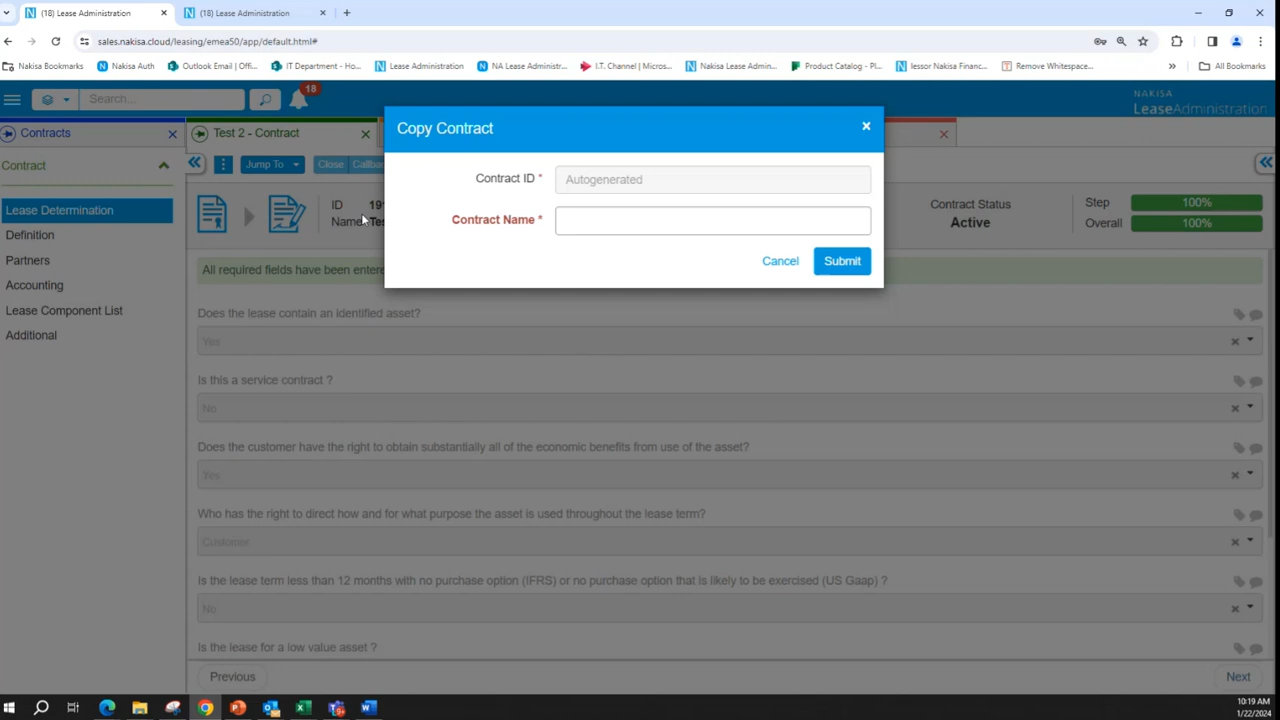 (18) Lease Administration
(18) Lease Administration
sales.nakisa.cloud/leasing/emea50/app/default.html#
Nakisa Bookmarks
Nakisa Auth
Outlook Email | Offi...
IT Department - Ho...
Lease Administration
NA Lease Administr...
I.T. Channel | Micros...
Nakisa Lease Admin...
Product Catalog - Pl...
lessor Nakisa Financ...
Remove Whitespace...
All Bookmarks
Search...
18
NAKISA
LeaseAdministration
Contracts
Test 2 - Contract
Contract
Jump To
Close
Lease Determination
Definition
Partners
Accounting
Lease Component List
Additional
ID 19
Name Tes
Copy Contract
Contract ID *
Autogenerated
Contract Name *
Cancel
Submit
Contract Status
Active
Step
100%
Overall
100%
All required fields have been entere
Does the lease contain an identified asset?
Yes
Is this a service contract ?
No
Does the customer have the right to obtain substantially all of the economic benefits from use of the asset?
Yes
Who has the right to direct how and for what purpose the asset is used throughout the lease term?
Customer
Is the lease term less than 12 months with no purchase option (IFRS) or no purchase option that is likely to be exercised (US Gaap) ?
No
Is the lease for a low value asset ?
Previous
Next
10:19 AM
1/22/2024